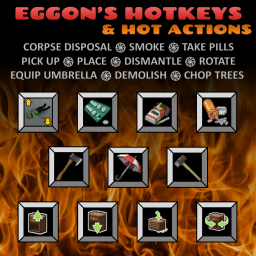 EGGON'S HOTKEYS
& HOT ACTIONS
CORPSE DISPOSAL ֍ SMOKE ֍ TAKE PILLS
PICK UP ֍ PLACE ֍ DISMANTLE ֍ ROTATE
EQUIP UMBRELLA ֍ DEMOLISH ֍ CHOP TREES